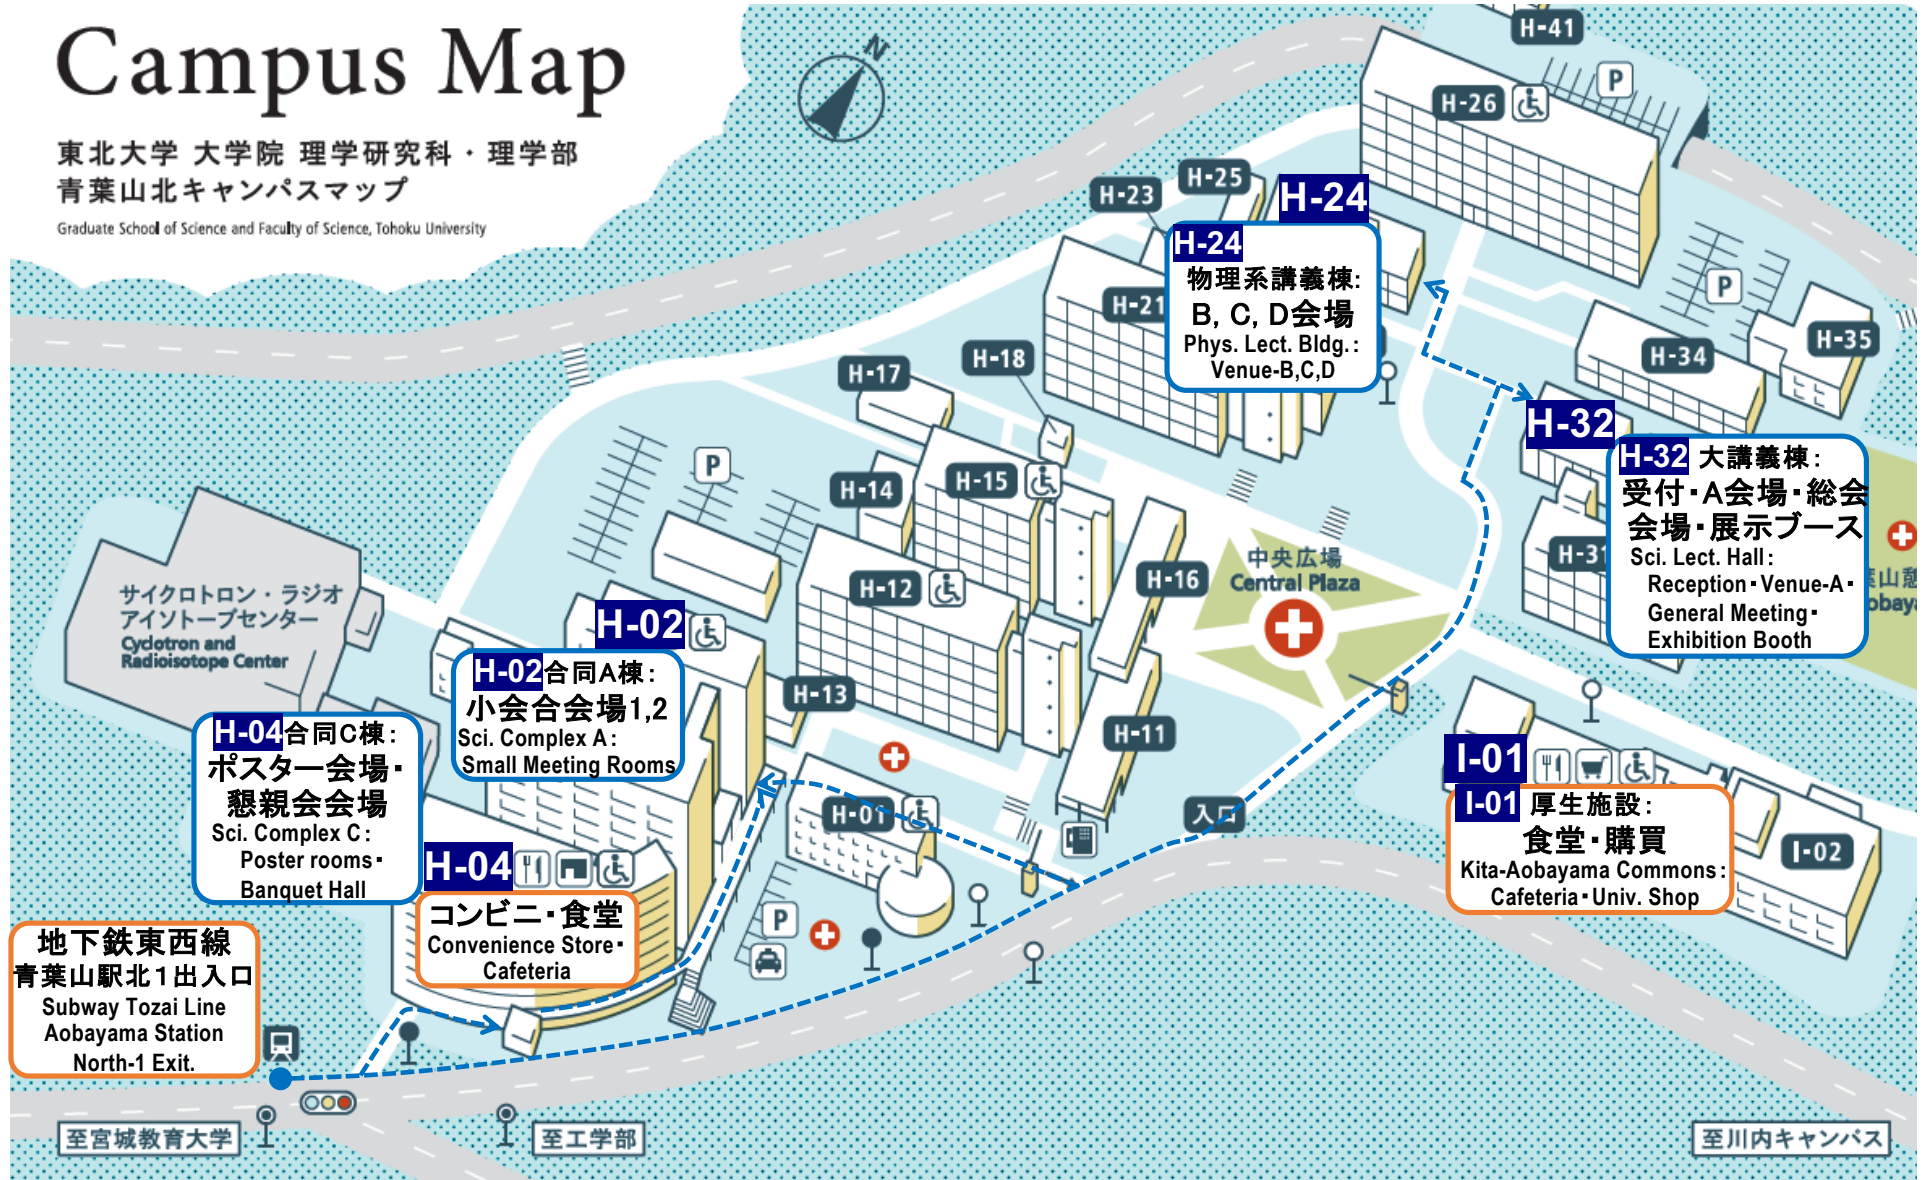 Campus Map
東北大学 大学院 理学研究科・理学部
青葉山北キャンパスマップ
Graduate School of Science and Faculty of Science, Tohoku University
N
H-41
P
H-26
H-25
H-23
H-24
H-24
物理系講義棟:
B, C, D会場
Phys. Lect. Bldg.:
Venue-B,C,D
H-21
P
H-35
H-34
H-18
H-17
H-32
H-32 大講義棟:
受付・A会場・総会
会場・展示ブース
Sci. Lect. Hall:
Reception・Venue-A・
General Meeting・
Exhibition Booth
P
H-15
H-14
H-31
中央広場
Central Plaza
H-16
H-12
サイクロトロン・ラジオ
アイソトープセンター
Cyclotron and
Radioisotope Center
H-02
H-02合同A棟:
小会合会場1,2
Sci. Complex A:
Small Meeting Rooms
H-13
H-11
H-04合同C棟:
ポスター会場・
懇親会会場
Sci. Complex C:
Poster rooms・
Banquet Hall
H-01
入口
I-01
I-01 厚生施設:
食堂・購買
Kita-Aobayama Commons:
Cafeteria・Univ. Shop
I-02
H-04
コンビニ・食堂
Convenience Store・
Cafeteria
P
地下鉄東西線
青葉山駅北1出入口
Subway Tozai Line
Aobayama Station
North-1 Exit.
至宮城教育大学
至工学部
至川内キャンパス